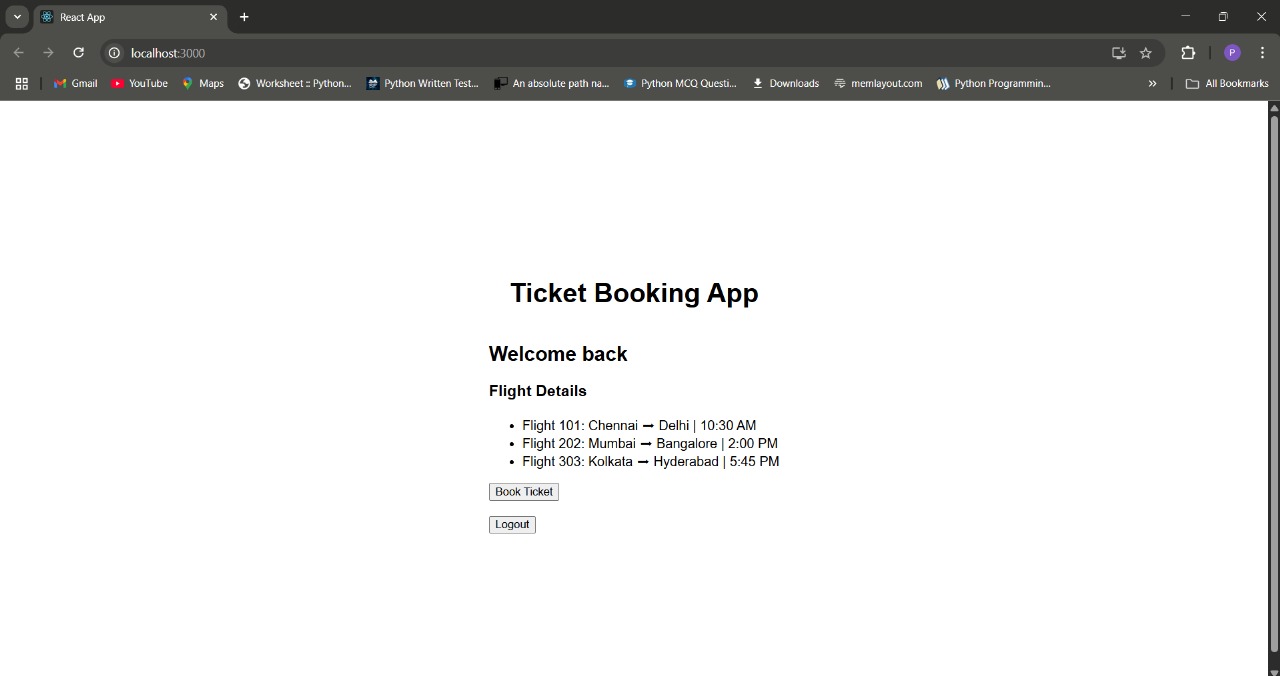 React App
localhost:3000
P
Gmail
YouTube
Maps
Worksheet :: Python...
Python Written Test...
An absolute path na...
Python MCQ Questi...
Downloads
memlayout.com
Python Programmin...
»
All Bookmarks
Ticket Booking App
Welcome back
Flight Details
• Flight 101: Chennai ➞ Delhi | 10:30 AM
• Flight 202: Mumbai ➞ Bangalore | 2:00 PM
• Flight 303: Kolkata ➞ Hyderabad | 5:45 PM
Book Ticket
Logout